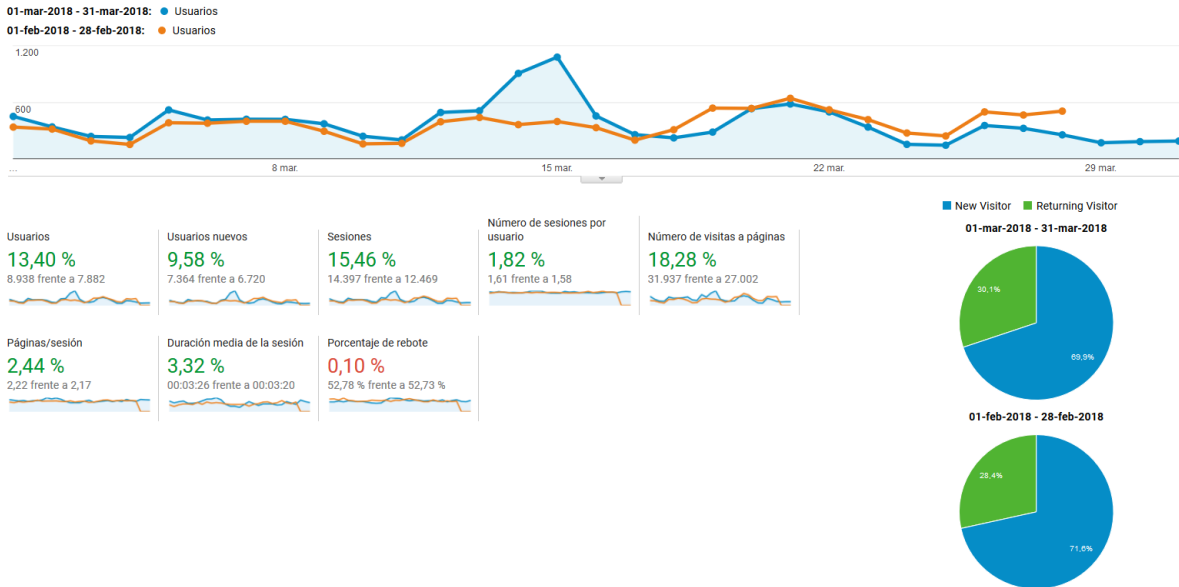 01-mar-2018 - 31-mar-2018: Usuarios
01-feb-2018 - 28-feb-2018: Usuarios
1.200
600
...
8 mar.
15 mar.
22 mar.
29 mar.
New Visitor Returning Visitor
01-mar-2018 - 31-mar-2018
30,1%
69,9%
01-feb-2018 - 28-feb-2018
28,4%
71,6%
Usuarios
13,40 %
8.938 frente a 7.882
Usuarios nuevos
9,58 %
7.364 frente a 6.720
Sesiones
15,46 %
14.397 frente a 12.469
Número de sesiones por
usuario
1,82 %
1,61 frente a 1,58
Número de visitas a páginas
18,28 %
31.937 frente a 27.002
Páginas/sesión
2,44 %
2,22 frente a 2,17
Duración media de la sesión
3,32 %
00:03:26 frente a 00:03:20
Porcentaje de rebote
0,10 %
52,78 % frente a 52,73 %